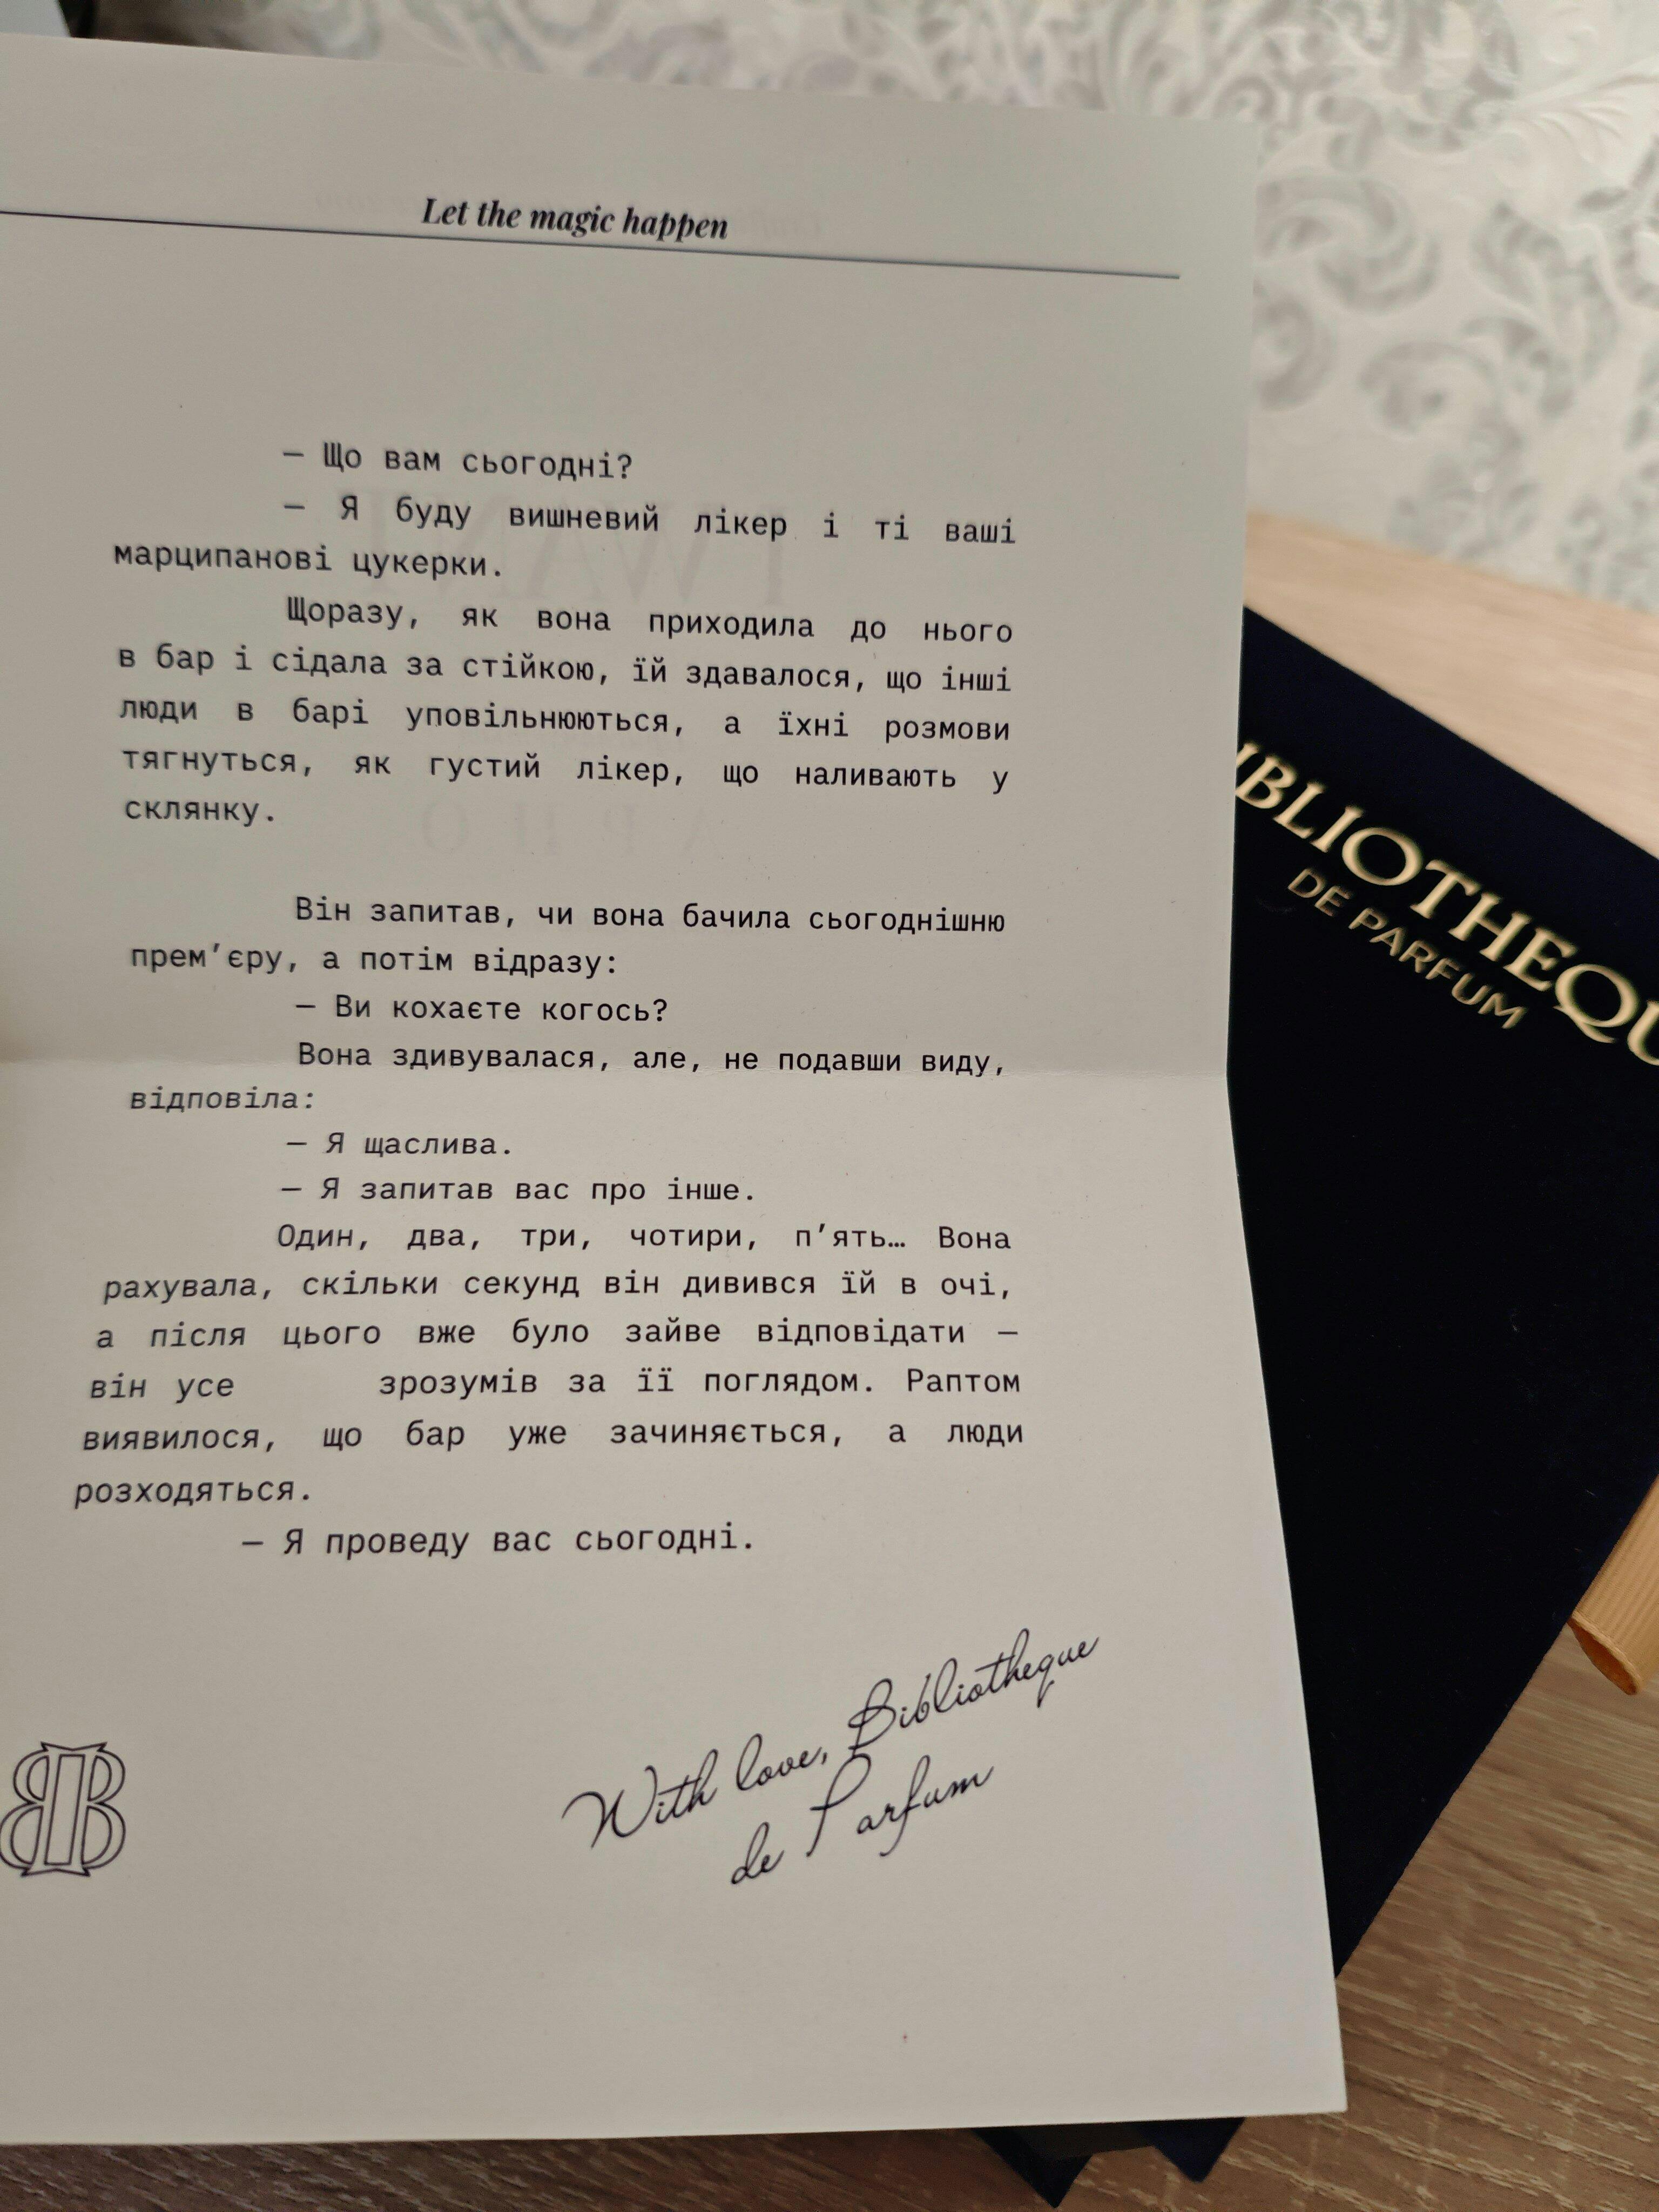 Let the magic happen
— Що вам сьогодні?
— Я буду вишневий лікер і ті ваші
марципанові цукерки.
Щоразу, як вона приходила до нього
в бар і сідала за стійкою, їй здавалося, що інші
люди в барі уповільнюються, а їхні розмови
тягнуться, як густий лікер, що наливають у
склянку.
Він запитав, чи вона бачила сьогоднішню
прем’єру, а потім відразу:
— Ви кохаєте когось?
Вона здивувалася, але, не подавши виду,
відповіла:
— Я щаслива.
— Я запитав вас про інше.
Один, два, три, чотири, п’ять… Вона
рахувала, скільки секунд він дивився їй в очі,
а після цього вже було зайве відповідати —
він усе зрозумів за її поглядом. Раптом
виявилося, що бар уже зачиняється, а люди
розходяться.
— Я проведу вас сьогодні.
With love, Bibliotheque
de Parfum
IBLIOTHEQU
DE PARFUM